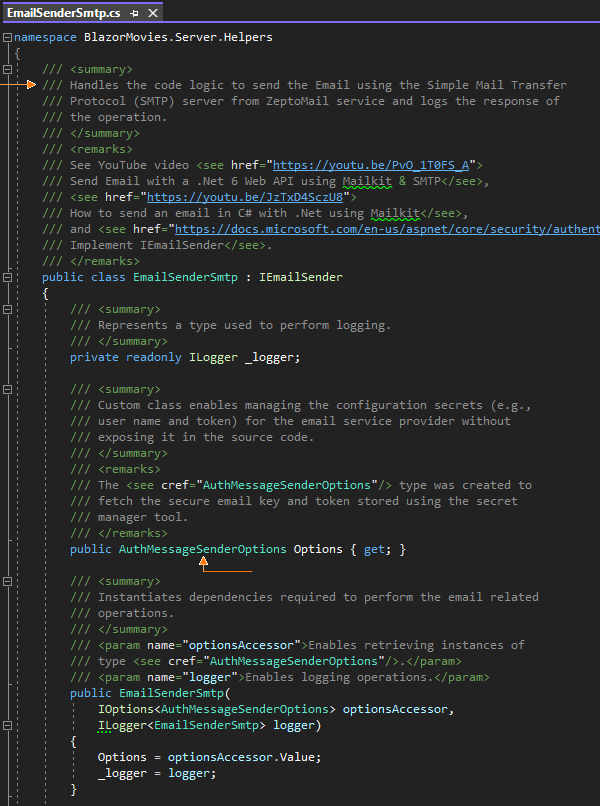 EmailSenderSmtp.cs
namespace BlazorMovies.Server.Helpers
{
/// <summary>
/// Handles the code logic to send the Email using the Simple Mail Transfer
/// Protocol (SMTP) server from ZeptoMail service and logs the response of
/// the operation.
/// </summary>
/// <remarks>
/// See YouTube video <see href="https://youtu.be/PvO_1T0FS_A">
/// Send Email with a .Net 6 Web API using Mailkit & SMTP</see>,
/// <see href="https://youtu.be/JzTxD4SczU8">
/// How to send an email in C# with .Net using Mailkit</see>,
/// and <see href="https://docs.microsoft.com/en-us/aspnet/core/security/authent
/// Implement IEmailSender</see>.
/// </remarks>
public class EmailSenderSmtp : IEmailSender
{
/// <summary>
/// Represents a type used to perform logging.
/// </summary>
private readonly ILogger _logger;
/// <summary>
/// Custom class enables managing the configuration secrets (e.g.,
/// user name and token) for the email service provider without
/// exposing it in the source code.
/// </summary>
/// <remarks>
/// The <see cref="AuthMessageSenderOptions"/> type was created to
/// fetch the secure email key and token stored using the secret
/// manager tool.
/// </remarks>
public AuthMessageSenderOptions Options { get; }
/// <summary>
/// Instantiates dependencies required to perform the email related
/// operations.
/// </summary>
/// <param name="optionsAccessor">Enables retrieving instances of
/// type <see cref="AuthMessageSenderOptions"/>.</param>
/// <param name="logger">Enables logging operations.</param>
public EmailSenderSmtp(
IOptions<AuthMessageSenderOptions> optionsAccessor,
ILogger<EmailSenderSmtp> logger)
{
Options = optionsAccessor.Value;
_logger = logger;
}